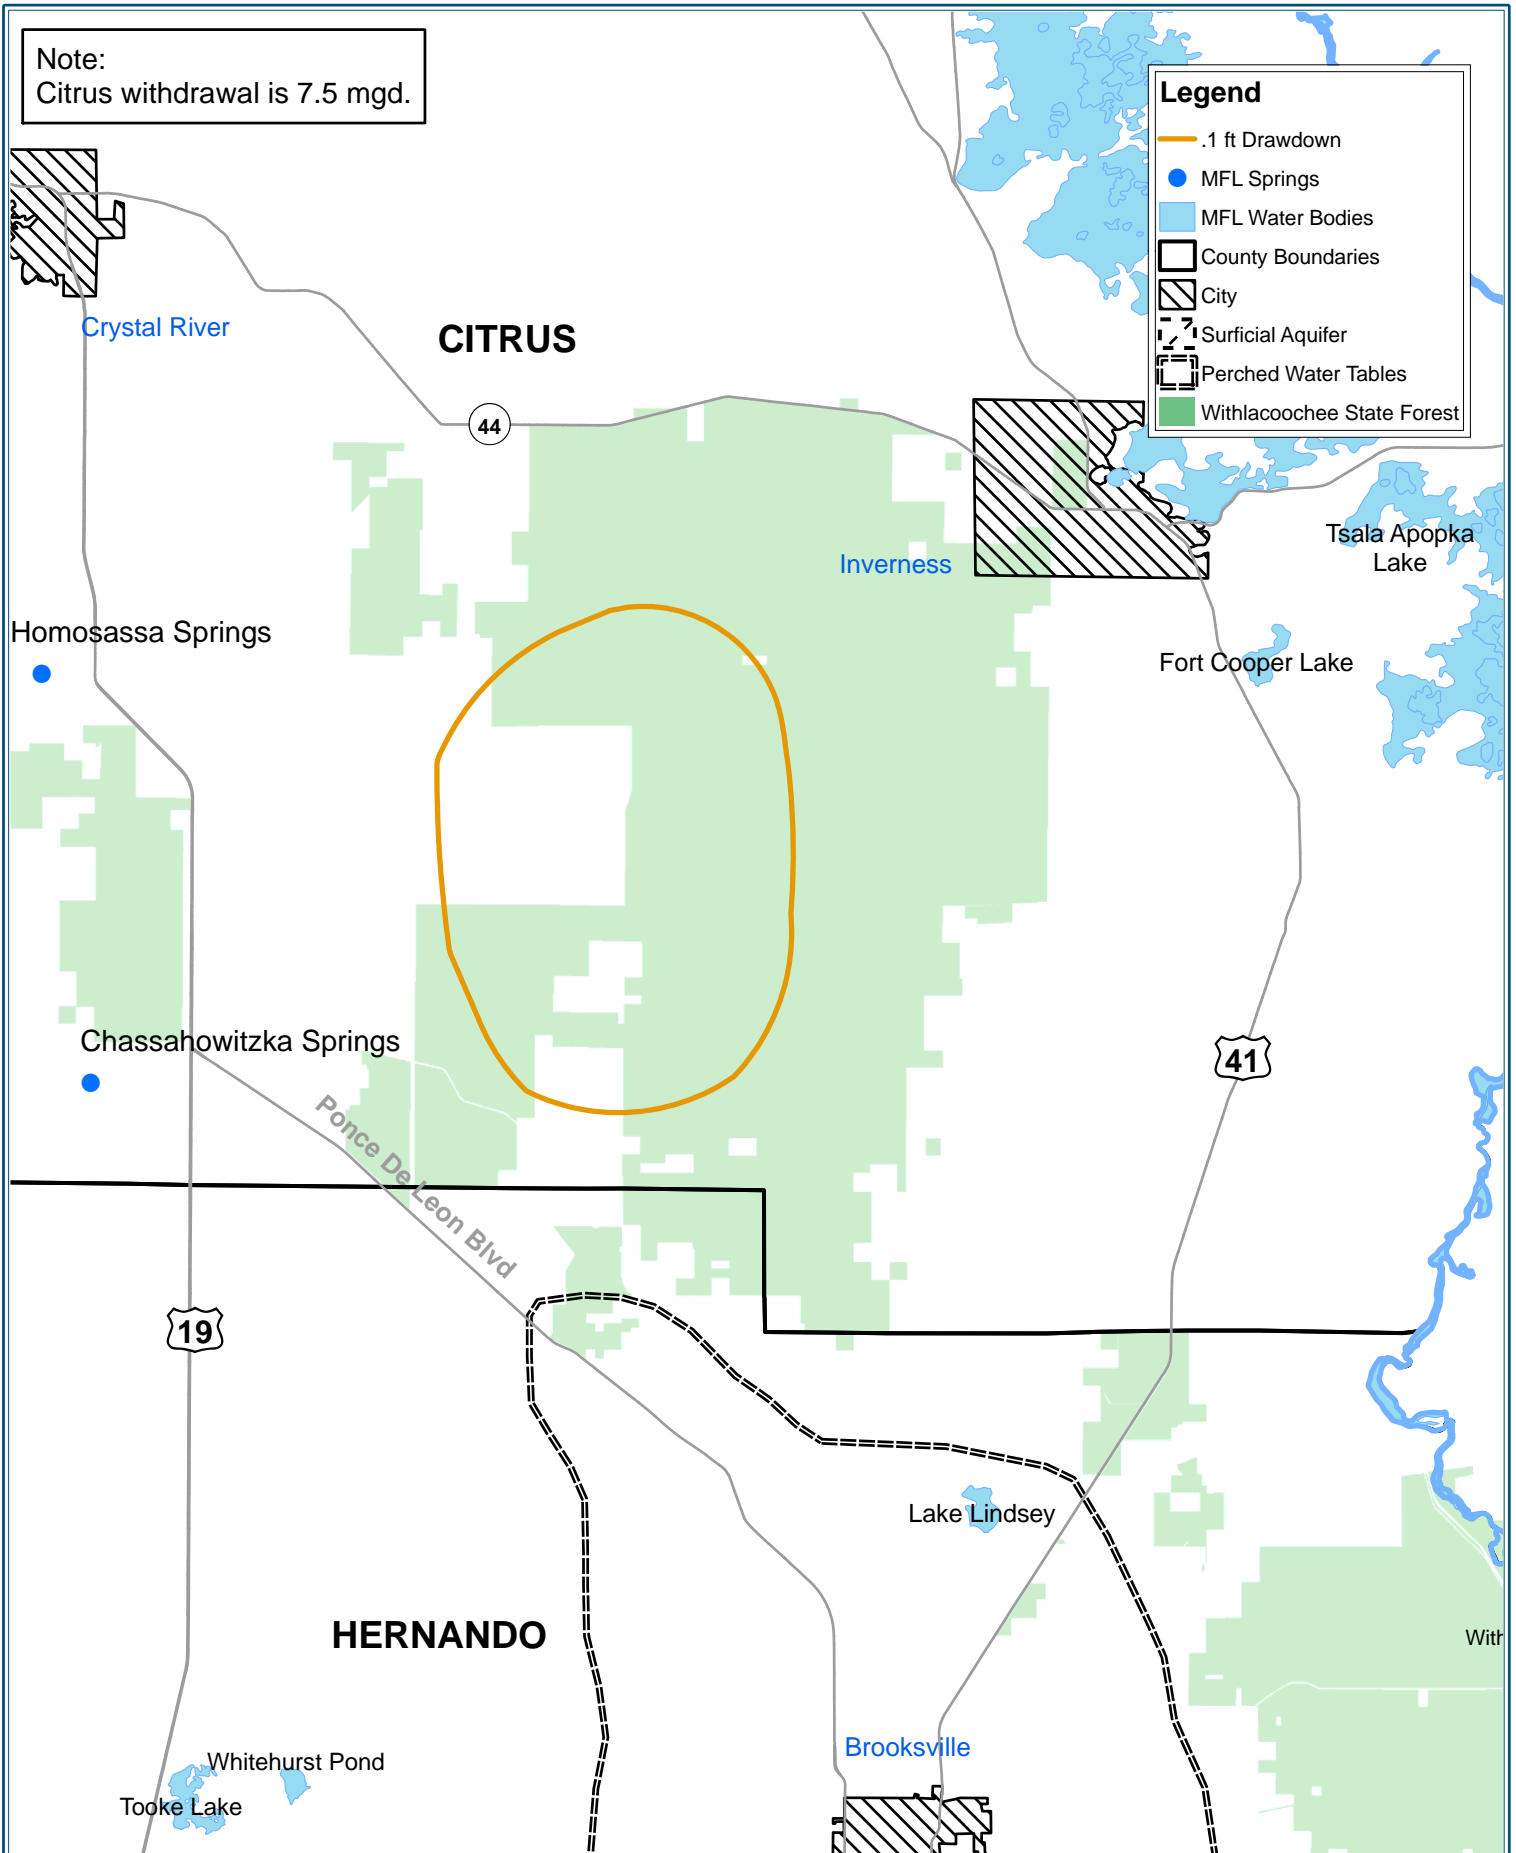 Note:
Citrus withdrawal is 7.5 mgd.
Legend
.1 ft Drawdown
MFL Springs
MFL Water Bodies
County Boundaries
City
Surficial Aquifer
Perched Water Tables
Withlacoochee State Forest
Crystal River
CITRUS
44
Inverness
Tsala Apopka
Lake
Homosassa Springs
Fort Cooper Lake
Chassahowitzka Springs
41
Ponce De Leon Blvd
19
Lake Lindsey
HERNANDO
With
Brooksville
Whitehurst Pond
Tooke Lake